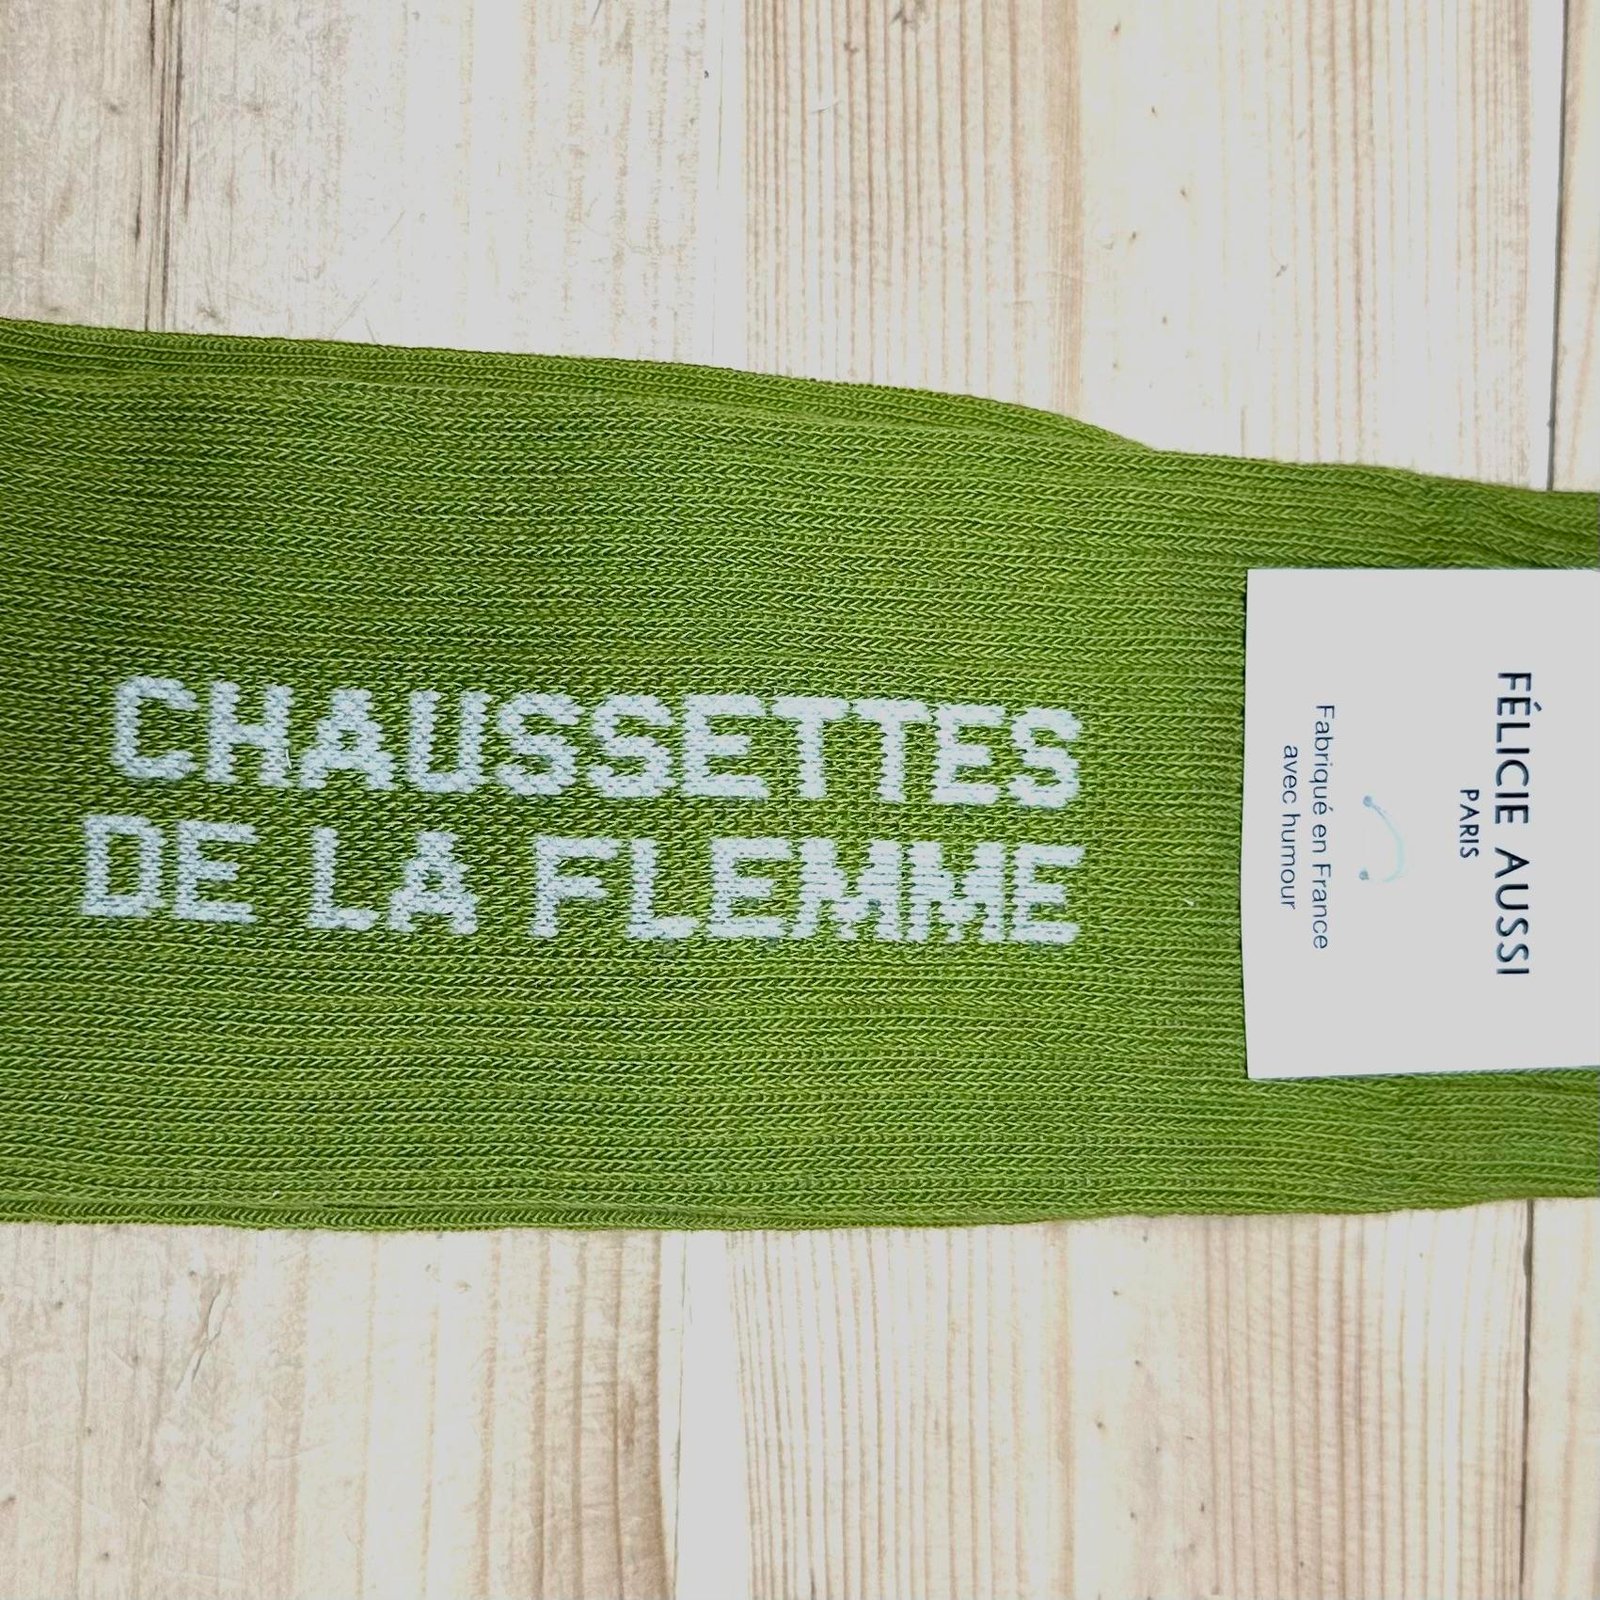 CHAUSSETTES
DE LA FLEMME
FÉLICIE AUSSI
PARIS
Fabriqué en France
avec humour